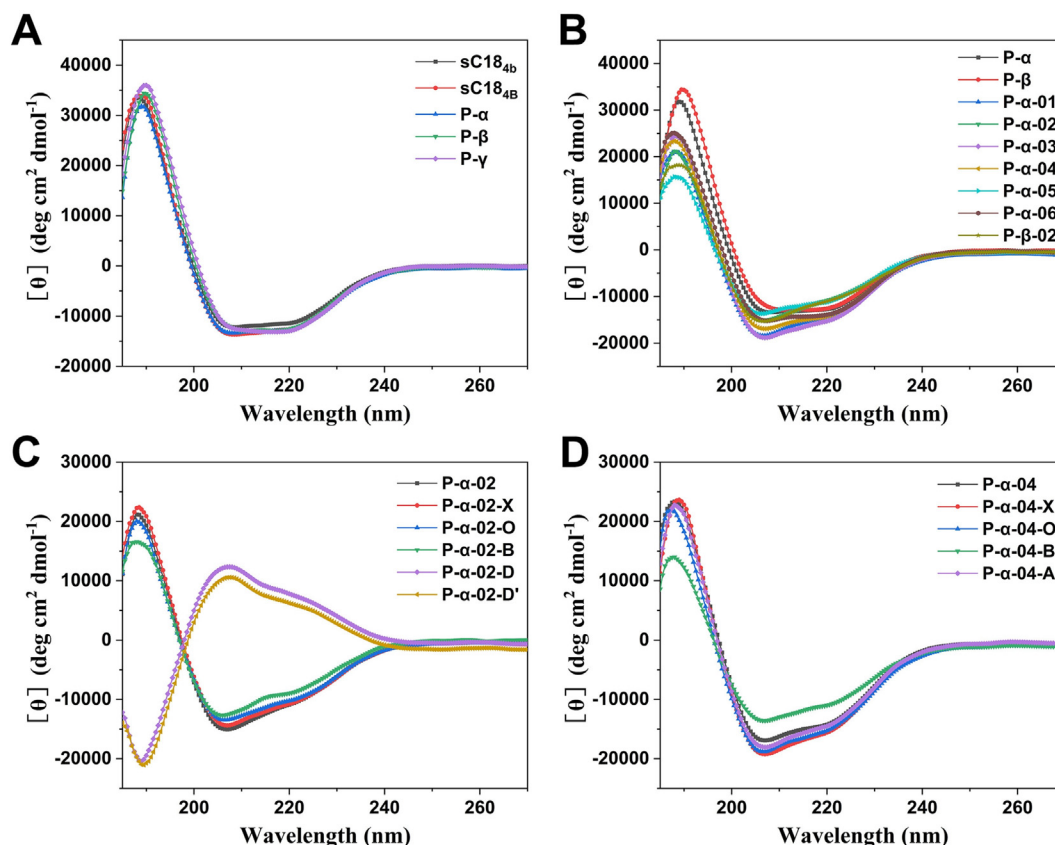 A
[θ] (deg cm² dmol⁻¹)
40000
30000
20000
10000
0
-10000
-20000
200 220 240 260
Wavelength (nm)
sC18₄b
sC18₄B
P-α
P-β
P-γ
B
[θ] (deg cm² dmol⁻¹)
40000
30000
20000
10000
0
-10000
-20000
200 220 240 260
Wavelength (nm)
P-α
P-β
P-α-01
P-α-02
P-α-03
P-α-04
P-α-05
P-α-06
P-β-02
C
[θ] (deg cm² dmol⁻¹)
30000
20000
10000
0
-10000
-20000
200 220 240 260
Wavelength (nm)
P-α-02
P-α-02-X
P-α-02-O
P-α-02-B
P-α-02-D
P-α-02-D'
D
[θ] (deg cm² dmol⁻¹)
30000
20000
10000
0
-10000
-20000
200 220 240 260
Wavelength (nm)
P-α-04
P-α-04-X
P-α-04-O
P-α-04-B
P-α-04-A